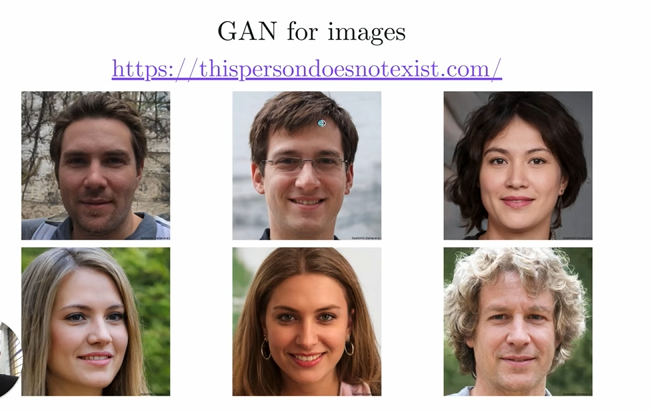 GAN for images
https://thispersondoesnotexist.com/